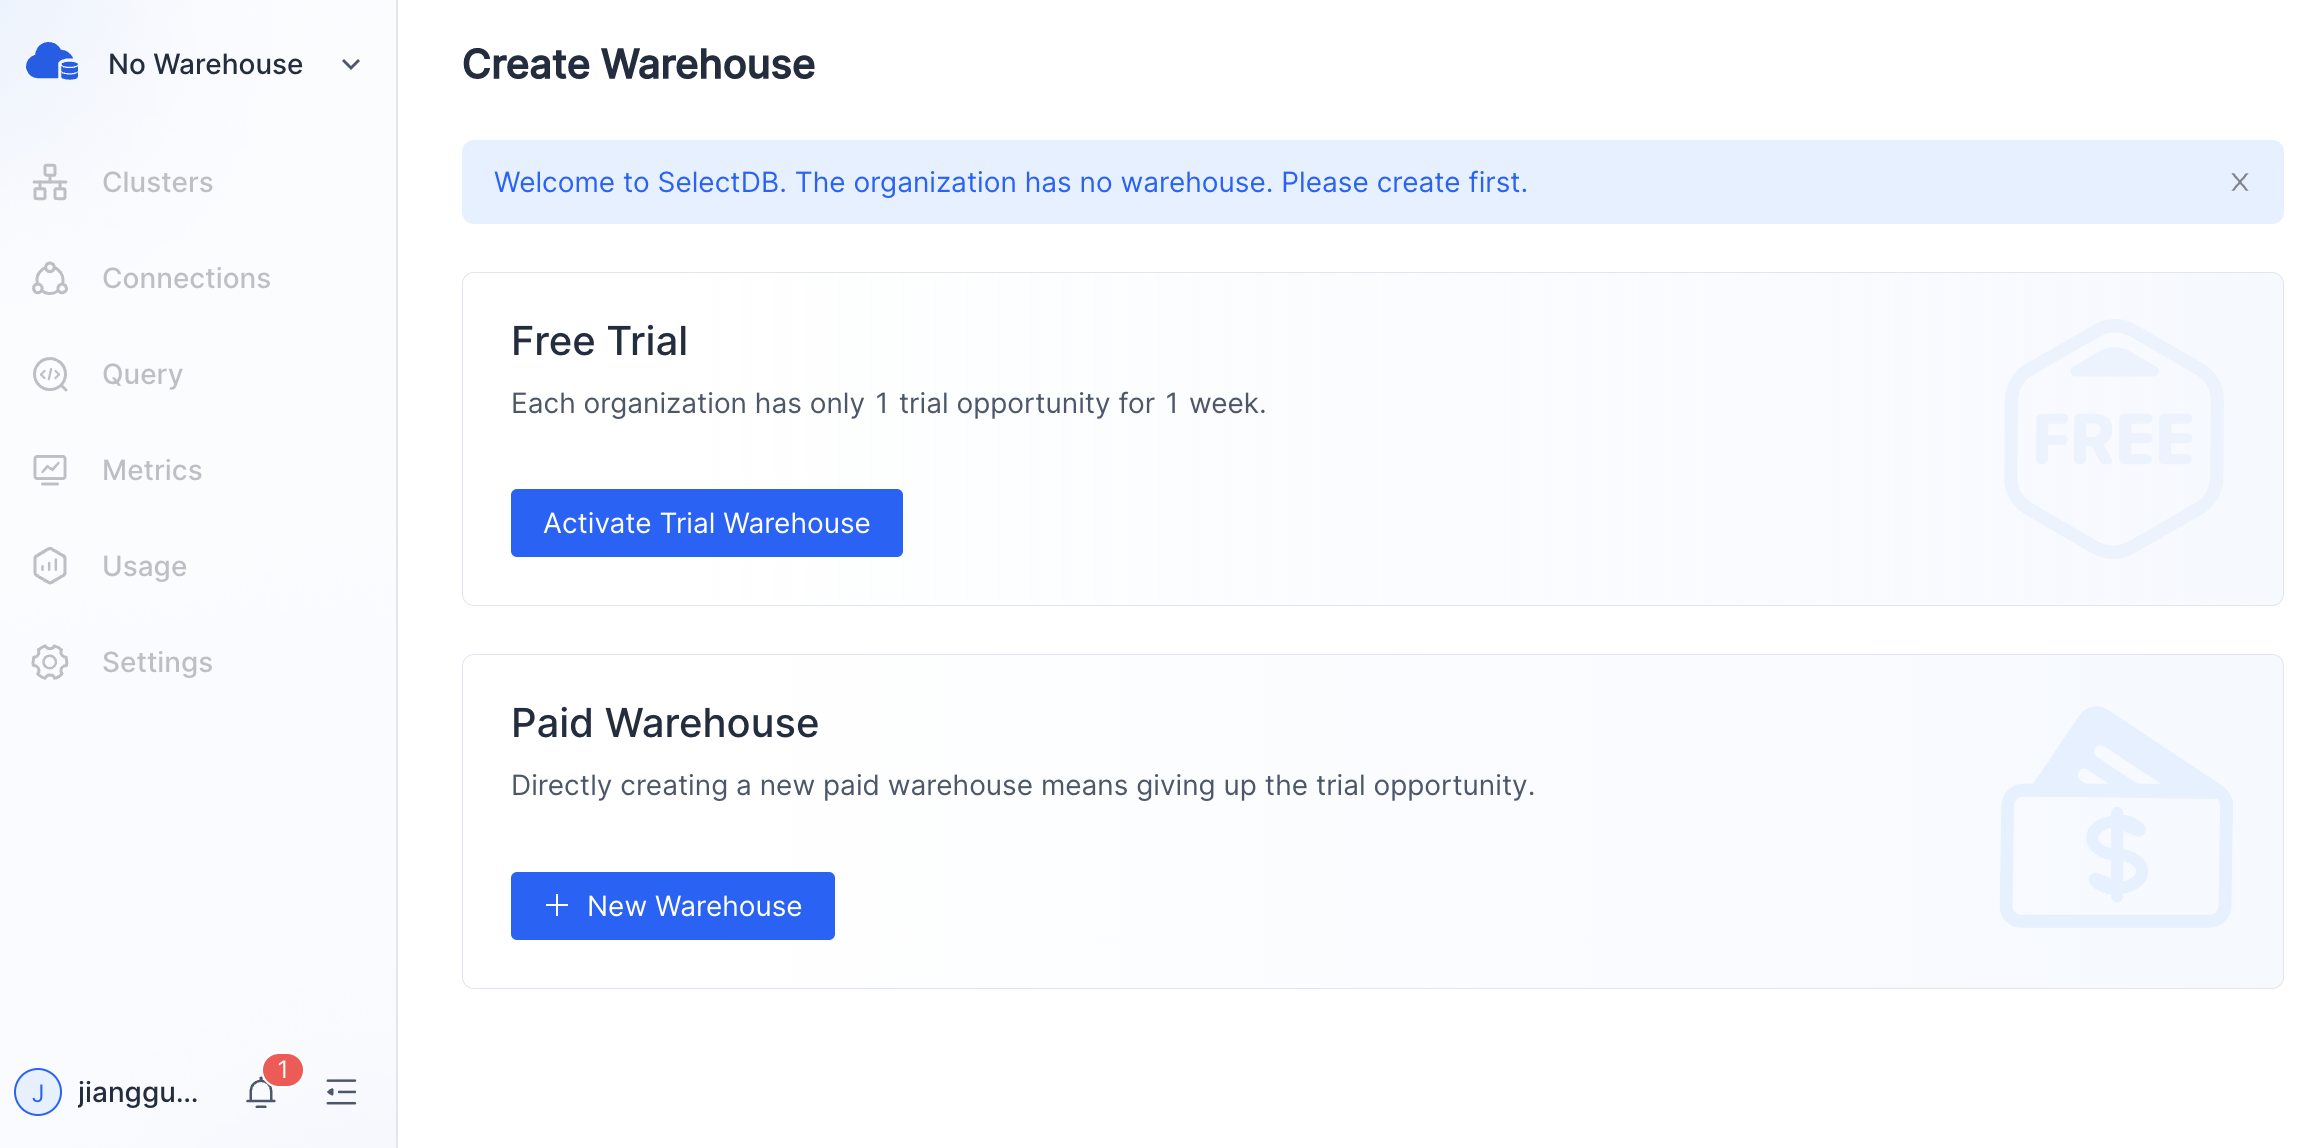 No Warehouse
Clusters
Connections
Query
Metrics
Usage
Settings
J
jianggu...
1
Create Warehouse
Welcome to SelectDB. The organization has no warehouse. Please create first.
Free Trial
Each organization has only 1 trial opportunity for 1 week.
Activate Trial Warehouse
FREE
Paid Warehouse
Directly creating a new paid warehouse means giving up the trial opportunity.
+ New Warehouse
$